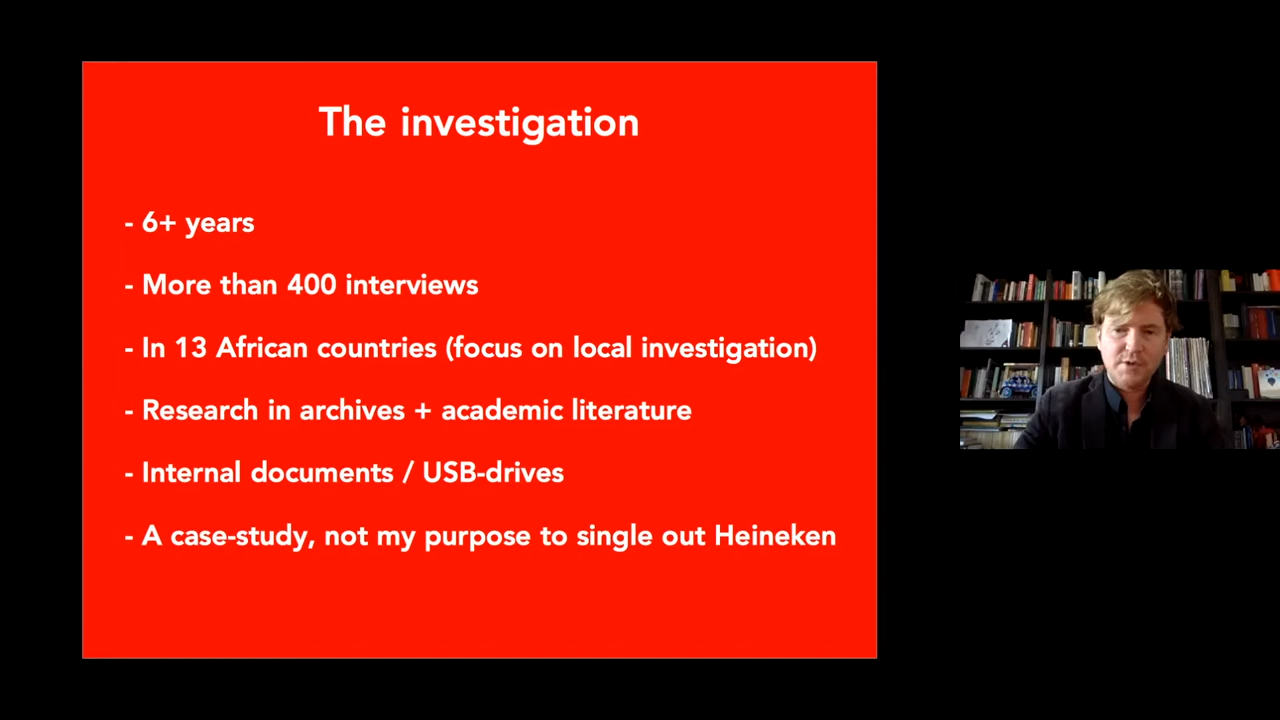 The investigation
- 6+ years
- More than 400 interviews
- In 13 African countries (focus on local investigation)
- Research in archives + academic literature
- Internal documents / USB-drives
- A case-study, not my purpose to single out Heineken